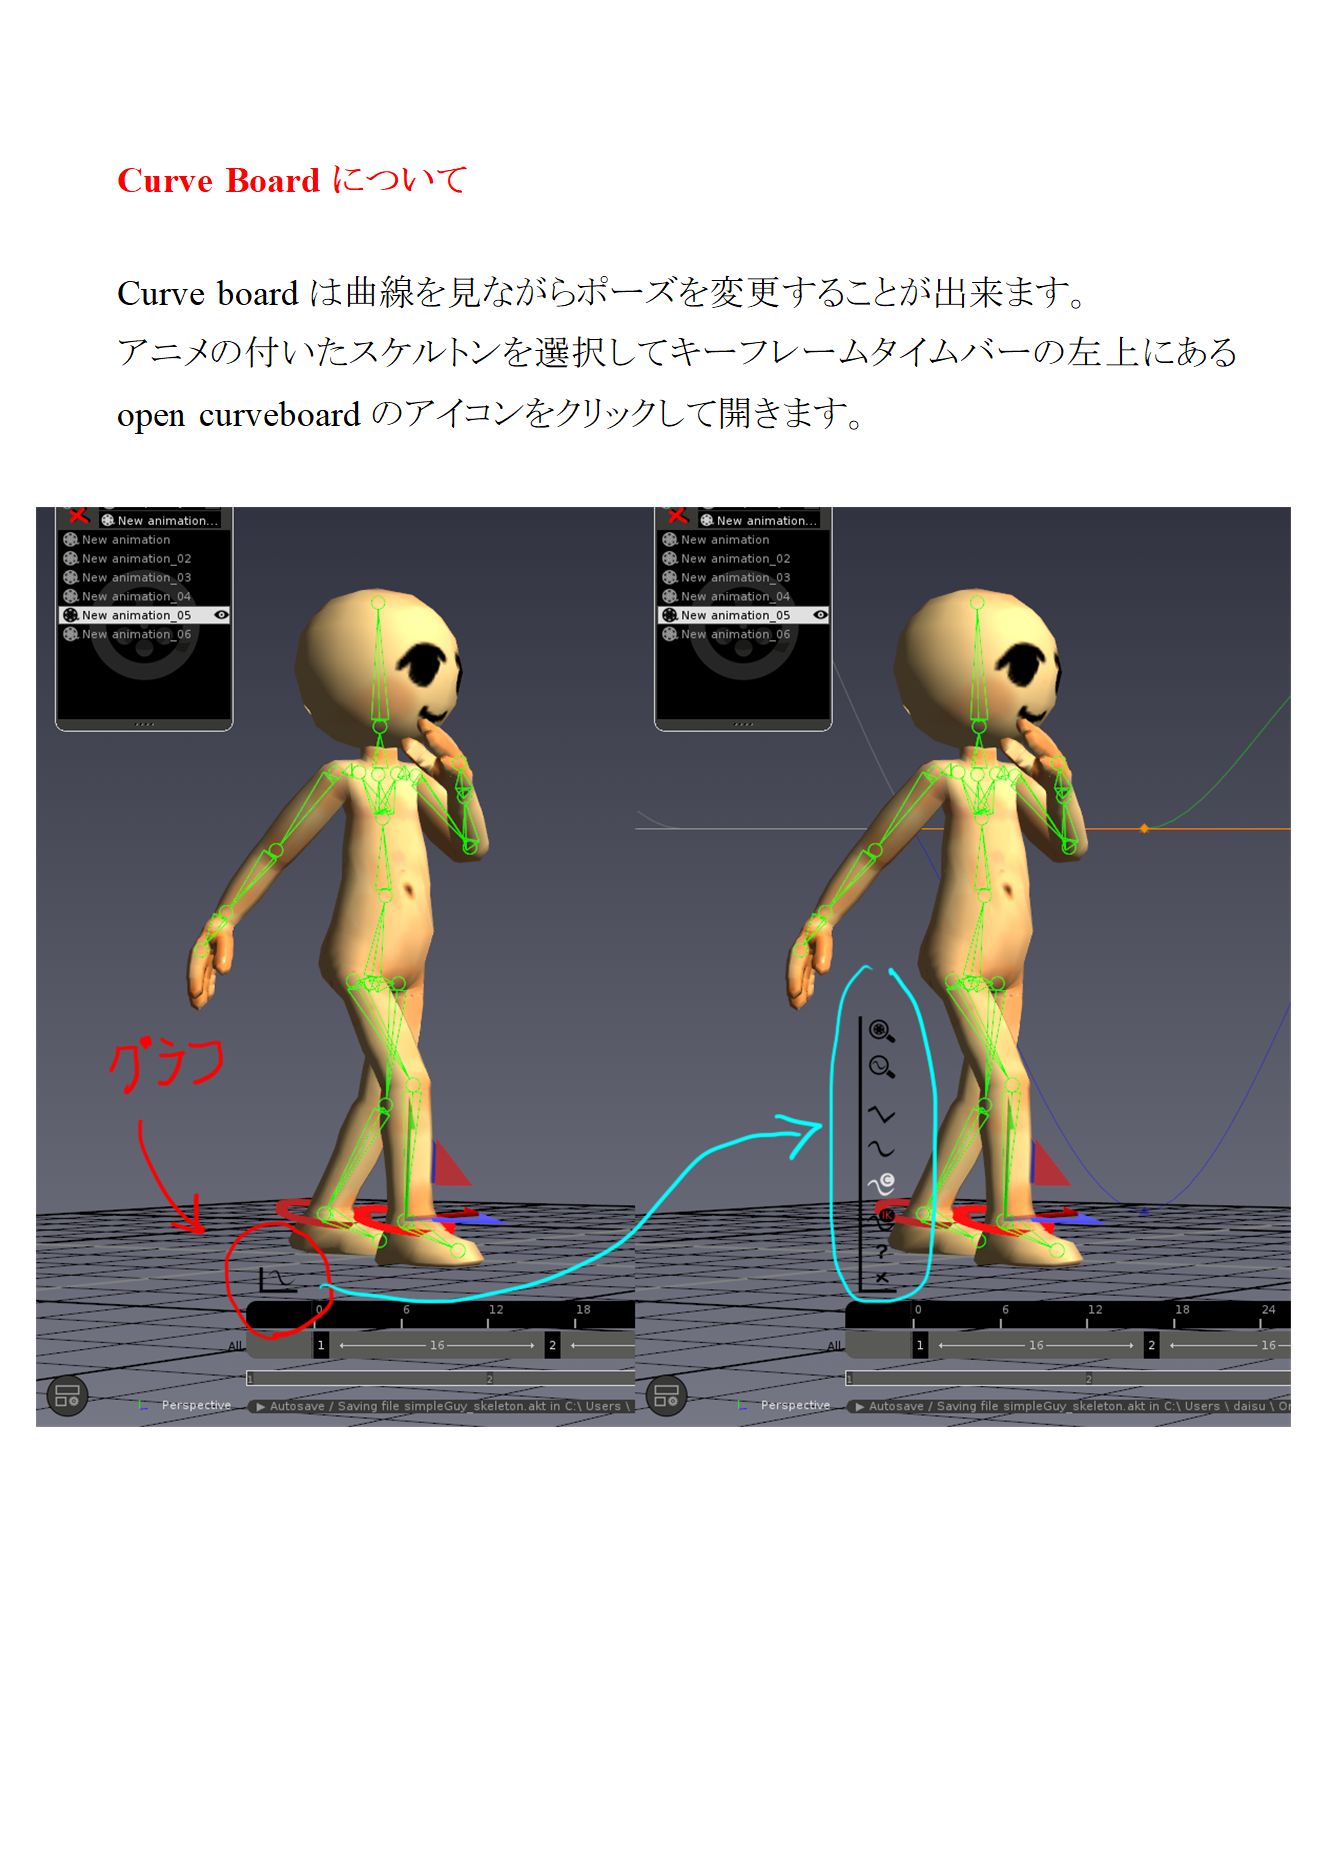 Curve Board について
Curve board は曲線を見ながらポーズを変更することが出来ます。
アニメの付いたスケルトンを選択してキーフレームタイムバーの左上にある
open curveboard のアイコンをクリックして開きます。
New animation...
New animation
New animation_02
New animation_03
New animation_04
New animation_05
New animation_06
グラフ
0 6 12 18
All 1 16 2
1 2
Perspective
▶ Autosave / Saving file simpleGuy_skeleton.akt in C:\ Users \
New animation...
New animation
New animation_02
New animation_03
New animation_04
New animation_05
New animation_06
C
IK
?
×
0 6 12 18 24
All 1 16 2 16
1 2
Perspective
▶ Autosave / Saving file simpleGuy_skeleton.akt in C:\ Users \ daisu \